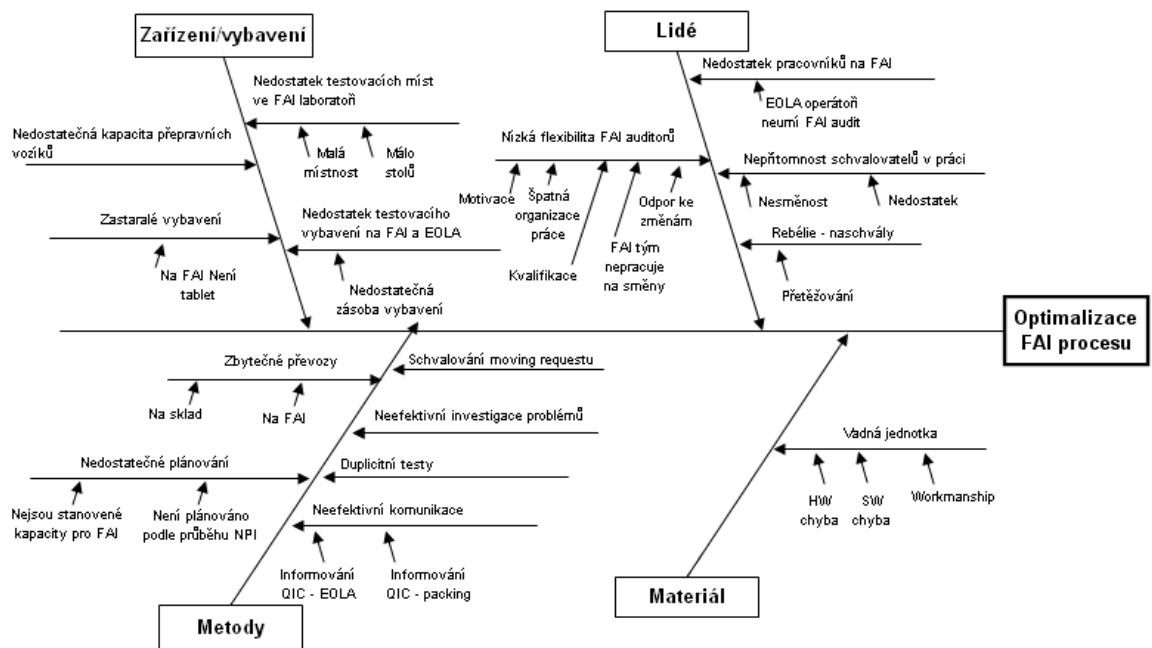 Zařízení/vybavení
Lidé
Nedostatek testovacích míst
ve FAI laboratoři
Malá
místnost
Málo
stolů
Nedostatečná kapacita přepravních
vozíků
Zastaralé vybavení
Na FAI Není
tablet
Nedostatek testovacího
vybavení na FAI a EOLA
Nedostatečná
zásoba vybavení
Nedostatek pracovníků na FAI
EOLA operátoři
neumí FAI audit
Nízká flexibilita FAI auditorů
Motivace
Špatná
organizace
práce
Kvalifikace
FAI tým
nepracuje
na směny
Odpor ke
změnám
Nepřítomnost schvalovatelů v práci
Nesměnost
Nedostatek
Rebélie - naschvály
Přetěžování
Optimalizace
FAI procesu
Zbytečné převozy
Na sklad
Na FAI
Schvalování moving requestu
Neefektivní investigace problémů
Nedostatečné plánování
Nejsou stanovené
kapacity pro FAI
Není plánováno
podle průběhu NPI
Duplicitní testy
Neefektivní komunikace
Informování
QIC - EOLA
Informování
QIC - packing
Vadná jednotka
HW
chyba
SW
chyba
Workmanship
Metody
Materiál